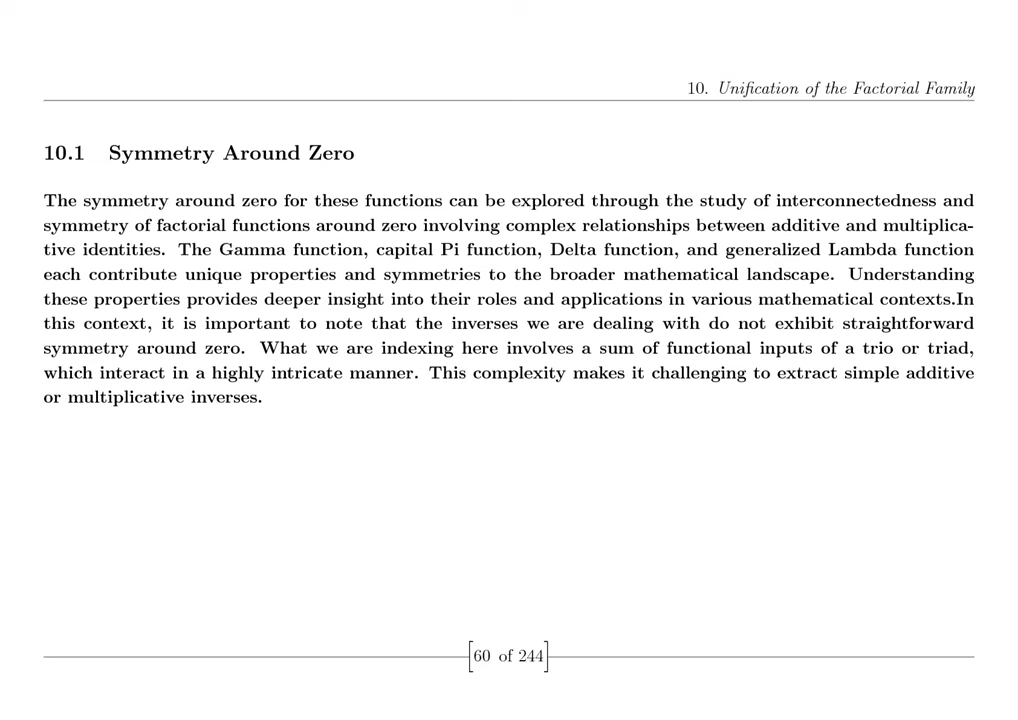 10. Unification of the Factorial Family
10.1 Symmetry Around Zero
The symmetry around zero for these functions can be explored through the study of interconnectedness and
symmetry of factorial functions around zero involving complex relationships between additive and multiplica-
tive identities. The Gamma function, capital Pi function, Delta function, and generalized Lambda function
each contribute unique properties and symmetries to the broader mathematical landscape. Understanding
these properties provides deeper insight into their roles and applications in various mathematical contexts.In
this context, it is important to note that the inverses we are dealing with do not exhibit straightforward
symmetry around zero. What we are indexing here involves a sum of functional inputs of a trio or triad,
which interact in a highly intricate manner. This complexity makes it challenging to extract simple additive
or multiplicative inverses.
60 of 244